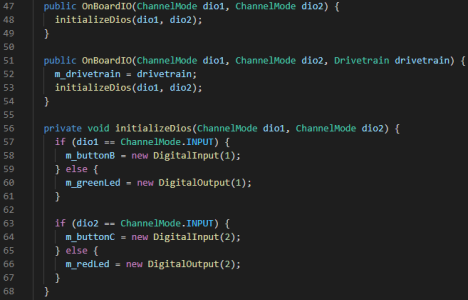 47 public OnBoardIO(ChannelMode dio1, ChannelMode dio2) {
48 initializeDios(dio1, dio2);
49 }
50
51 public OnBoardIO(ChannelMode dio1, ChannelMode dio2, Drivetrain drivetrain) {
52 m_drivetrain = drivetrain;
53 initializeDios(dio1, dio2);
54 }
55
56 private void initializeDios(ChannelMode dio1, ChannelMode dio2) {
57 if (dio1 == ChannelMode.INPUT) {
58 m_buttonB = new DigitalInput(1);
59 } else {
60 m_greenLed = new DigitalOutput(1);
61 }
62
63 if (dio2 == ChannelMode.INPUT) {
64 m_buttonC = new DigitalInput(2);
65 } else {
66 m_redLed = new DigitalOutput(2);
67 }
68 }